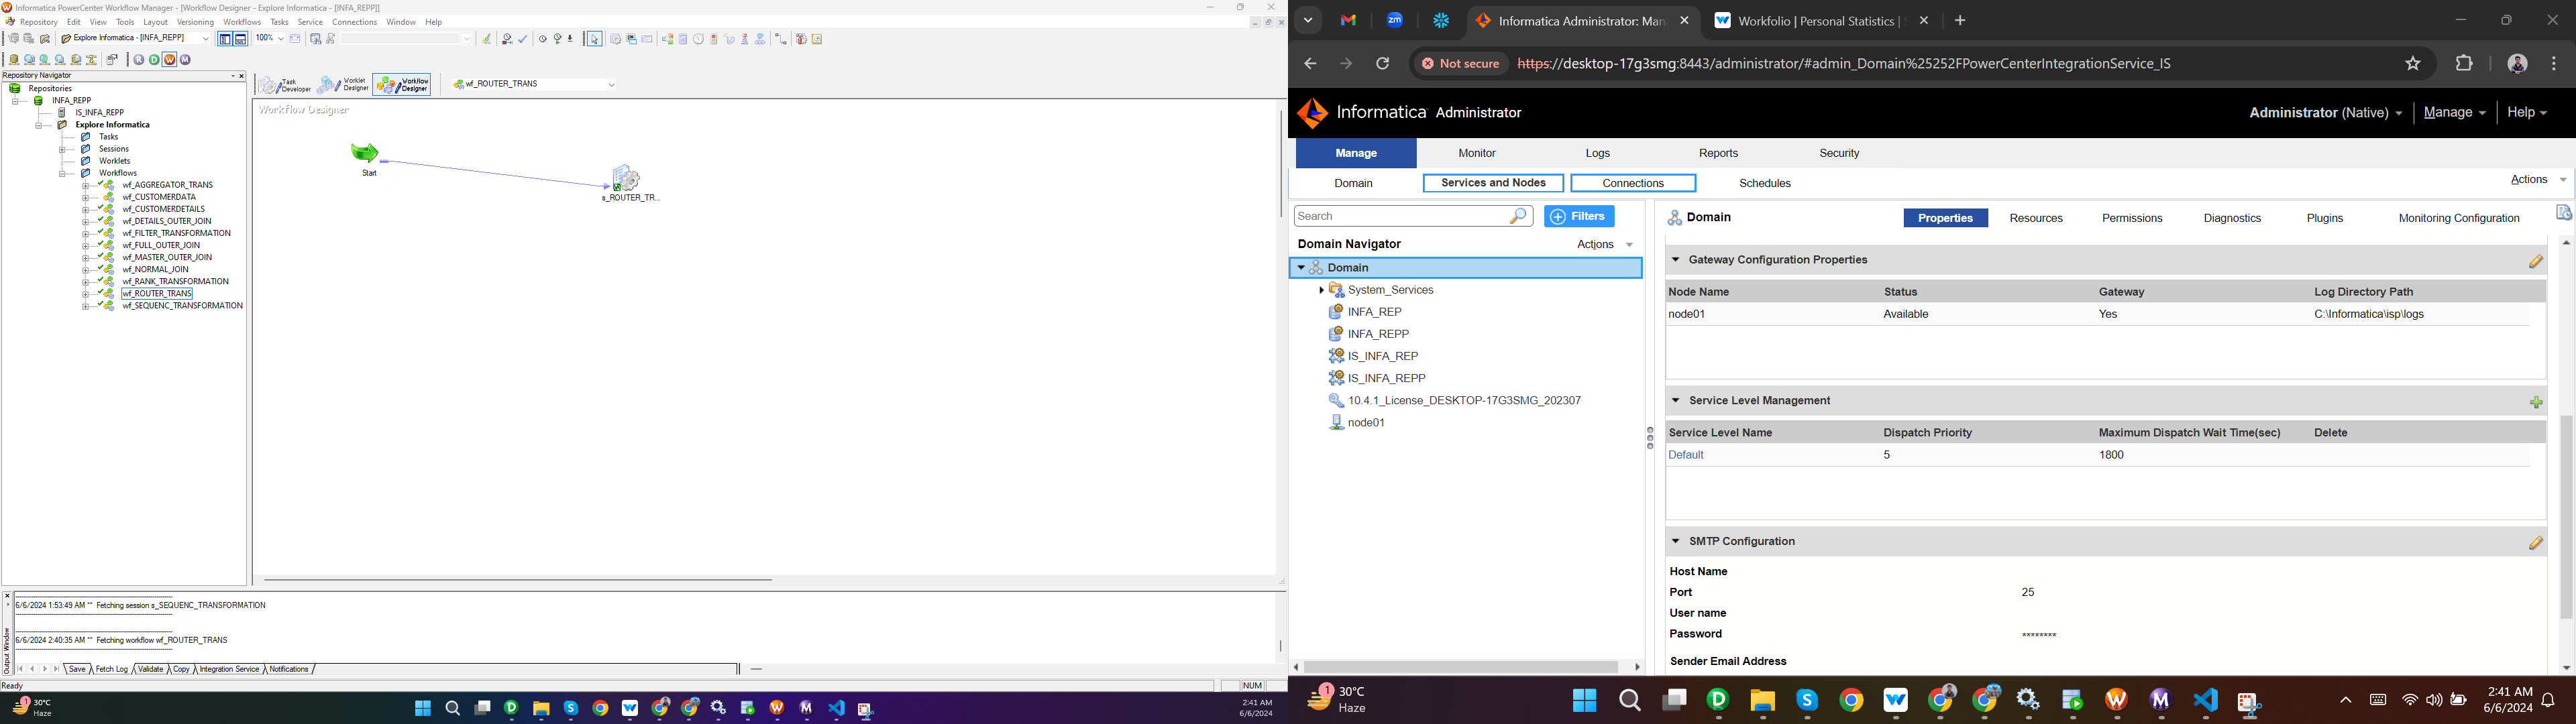 Informatica PowerCenter Workflow Manager - [Workflow Designer - Explore Informatica - [INFA_REPP]]
Repository Edit View Tools Layout Versioning Workflows Tasks Service Connections Window Help
Explore Informatica - [INFA_REPP] 100%
R D W M
Repository Navigator
Repositories
INFA_REPP
IS_INFA_REPP
Explore Informatica
Tasks
Sessions
Worklets
Workflows
wf_AGGREGATOR_TRANS
wf_CUSTOMERDATA
wf_CUSTOMERDETAILS
wf_DETAILS_OUTER_JOIN
wf_FILTER_TRANSFORMATION
wf_FULL_OUTER_JOIN
wf_MASTER_OUTER_JOIN
wf_NORMAL_JOIN
wf_RANK_TRANSFORMATION
wf_ROUTER_TRANS
wf_SEQUENC_TRANSFORMATION
Task Developer
Worklet Designer
Workflow Designer
wf_ROUTER_TRANS
Workflow Designer
Start
s_ROUTER_TR...
Output Window
6/6/2024 1:53:49 AM ** Fetching session s_SEQUENC_TRANSFORMATION
6/6/2024 2:40:35 AM ** Fetching workflow wf_ROUTER_TRANS
Save Fetch Log Validate Copy Integration Service Notifications
Ready
NUM
1
30°C
Haze
2:41 AM
6/6/2024
Informatica Administrator: Man
Workfolio | Personal Statistics |
Not secure https://desktop-17g3smg:8443/administrator/#admin_Domain%25252FPowerCenterIntegrationService_IS
Informatica Administrator
Administrator (Native) Manage Help
Manage Monitor Logs Reports Security
Domain Services and Nodes Connections Schedules Actions
Search
Filters
Domain Navigator Actions
Domain
System_Services
INFA_REP
INFA_REPP
IS_INFA_REP
IS_INFA_REPP
10.4.1_License_DESKTOP-17G3SMG_202307
node01
Domain Properties Resources Permissions Diagnostics Plugins Monitoring Configuration
Gateway Configuration Properties
Node Name Status Gateway Log Directory Path
node01 Available Yes C:\Informatica\isp\logs
Service Level Management
Service Level Name Dispatch Priority Maximum Dispatch Wait Time(sec) Delete
Default 5 1800
SMTP Configuration
Host Name
Port 25
User name
Password ********
Sender Email Address
1
30°C
Haze
2:41 AM
6/6/2024